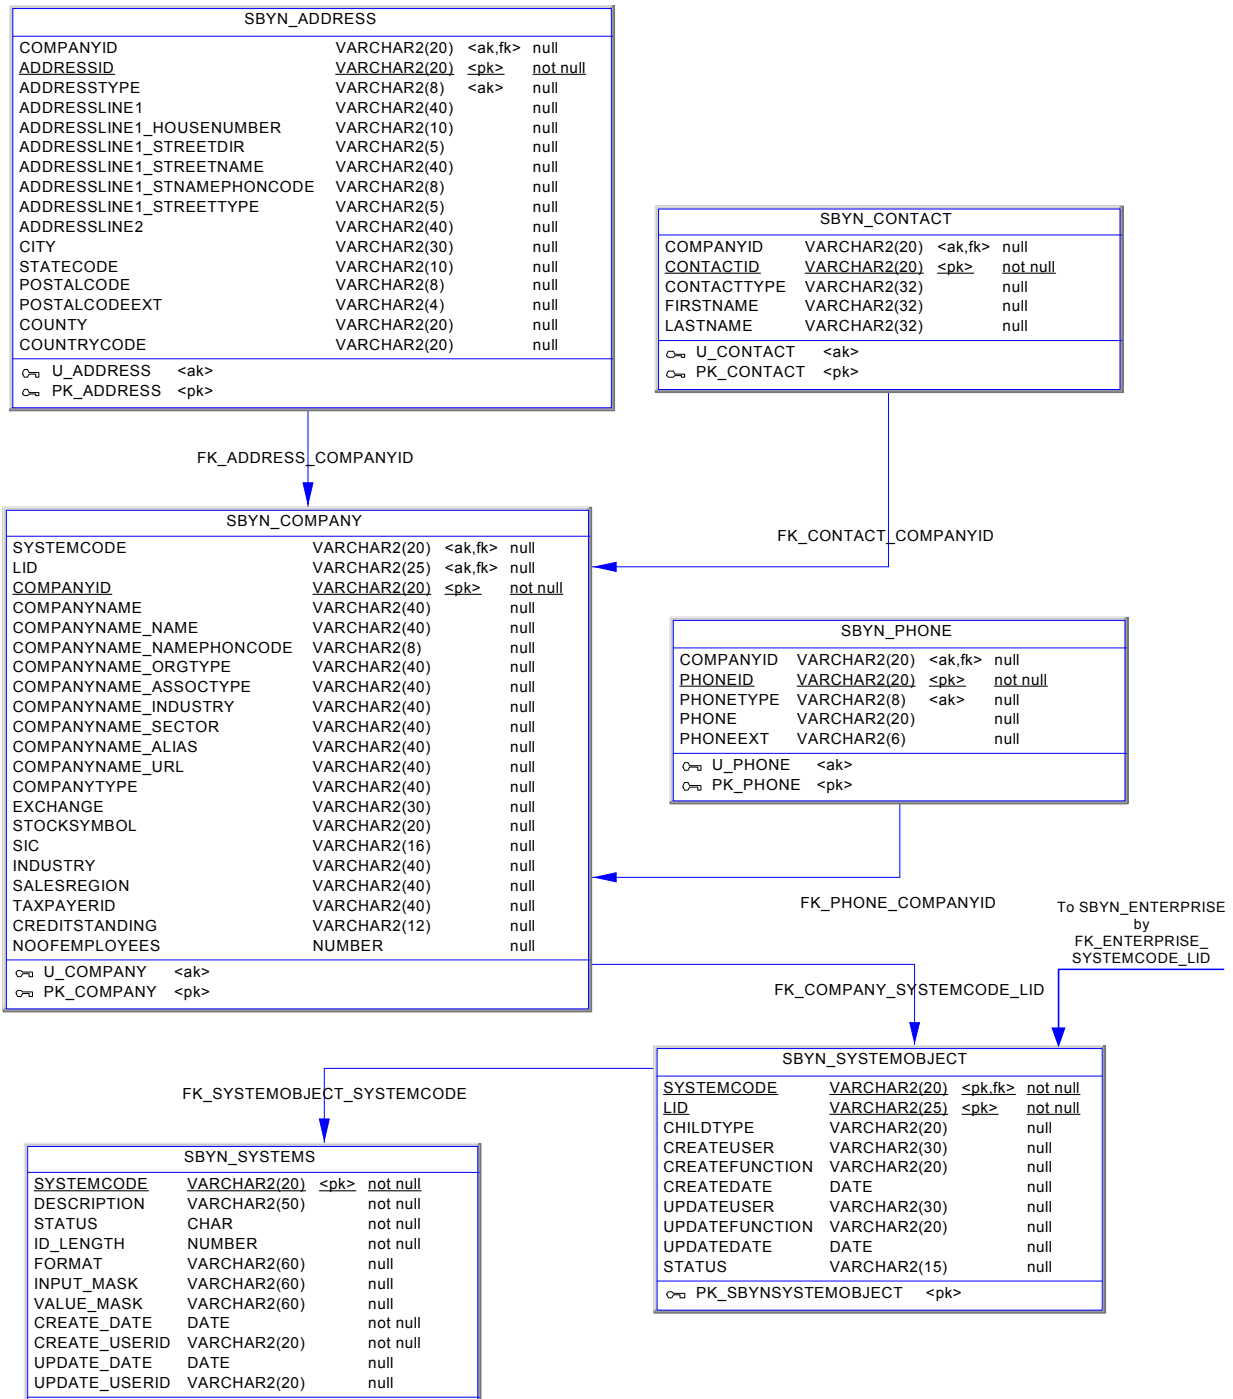 SBYN_ADDRESS
COMPANYID VARCHAR2(20) <ak,fk> null
ADDRESSID VARCHAR2(20) <pk> not null
ADDRESSTYPE VARCHAR2(8) <ak> null
ADDRESSLINE1 VARCHAR2(40) null
ADDRESSLINE1_HOUSENUMBER VARCHAR2(10) null
ADDRESSLINE1_STREETDIR VARCHAR2(5) null
ADDRESSLINE1_STREETNAME VARCHAR2(40) null
ADDRESSLINE1_STNAMEPHONCODE VARCHAR2(8) null
ADDRESSLINE1_STREETTYPE VARCHAR2(5) null
ADDRESSLINE2 VARCHAR2(40) null
CITY VARCHAR2(30) null
STATECODE VARCHAR2(10) null
POSTALCODE VARCHAR2(8) null
POSTALCODEEXT VARCHAR2(4) null
COUNTY VARCHAR2(20) null
COUNTRYCODE VARCHAR2(20) null
U_ADDRESS <ak>
PK_ADDRESS <pk>
SBYN_CONTACT
COMPANYID VARCHAR2(20) <ak,fk> null
CONTACTID VARCHAR2(20) <pk> not null
CONTACTTYPE VARCHAR2(32) null
FIRSTNAME VARCHAR2(32) null
LASTNAME VARCHAR2(32) null
U_CONTACT <ak>
PK_CONTACT <pk>
FK_ADDRESS_COMPANYID
FK_CONTACT_COMPANYID
SBYN_COMPANY
SYSTEMCODE VARCHAR2(20) <ak,fk> null
LID VARCHAR2(25) <ak,fk> null
COMPANYID VARCHAR2(20) <pk> not null
COMPANYNAME VARCHAR2(40) null
COMPANYNAME_NAME VARCHAR2(40) null
COMPANYNAME_NAMEPHONCODE VARCHAR2(8) null
COMPANYNAME_ORGTYPE VARCHAR2(40) null
COMPANYNAME_ASSOCTYPE VARCHAR2(40) null
COMPANYNAME_INDUSTRY VARCHAR2(40) null
COMPANYNAME_SECTOR VARCHAR2(40) null
COMPANYNAME_ALIAS VARCHAR2(40) null
COMPANYNAME_URL VARCHAR2(40) null
COMPANYTYPE VARCHAR2(40) null
EXCHANGE VARCHAR2(30) null
STOCKSYMBOL VARCHAR2(20) null
SIC VARCHAR2(16) null
INDUSTRY VARCHAR2(40) null
SALESREGION VARCHAR2(40) null
TAXPAYERID VARCHAR2(40) null
CREDITSTANDING VARCHAR2(12) null
NOOFEMPLOYEES NUMBER null
U_COMPANY <ak>
PK_COMPANY <pk>
SBYN_PHONE
COMPANYID VARCHAR2(20) <ak,fk> null
PHONEID VARCHAR2(20) <pk> not null
PHONETYPE VARCHAR2(8) <ak> null
PHONE VARCHAR2(20) null
PHONEEXT VARCHAR2(6) null
U_PHONE <ak>
PK_PHONE <pk>
FK_PHONE_COMPANYID
To SBYN_ENTERPRISE
by
FK_ENTERPRISE_
SYSTEMCODE_LID
FK_COMPANY_SYSTEMCODE_LID
SBYN_SYSTEMOBJECT
SYSTEMCODE VARCHAR2(20) <pk,fk> not null
LID VARCHAR2(25) <pk> not null
CHILDTYPE VARCHAR2(20) null
CREATEUSER VARCHAR2(30) null
CREATEFUNCTION VARCHAR2(20) null
CREATEDATE DATE null
UPDATEUSER VARCHAR2(30) null
UPDATEFUNCTION VARCHAR2(20) null
UPDATEDATE DATE null
STATUS VARCHAR2(15) null
PK_SBYNSYSTEMOBJECT <pk>
FK_SYSTEMOBJECT_SYSTEMCODE
SBYN_SYSTEMS
SYSTEMCODE VARCHAR2(20) <pk> not null
DESCRIPTION VARCHAR2(50) not null
STATUS CHAR not null
ID_LENGTH NUMBER not null
FORMAT VARCHAR2(60) null
INPUT_MASK VARCHAR2(60) null
VALUE_MASK VARCHAR2(60) null
CREATE_DATE DATE not null
CREATE_USERID VARCHAR2(20) not null
UPDATE_DATE DATE null
UPDATE_USERID VARCHAR2(20) null